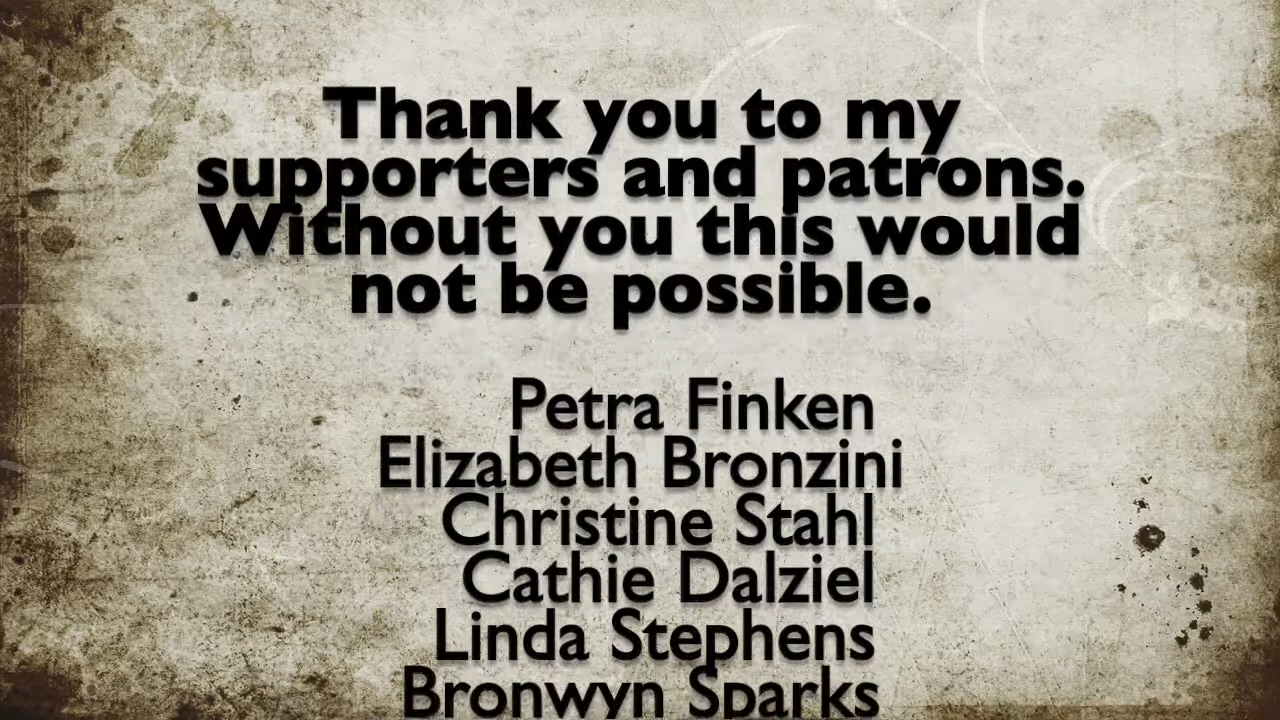 Thank you to my
supporters and patrons.
Without you this would
not be possible.
Petra Finken
Elizabeth Bronzini
Christine Stahl
Cathie Dalziel
Linda Stephens
Bronwyn Sparks